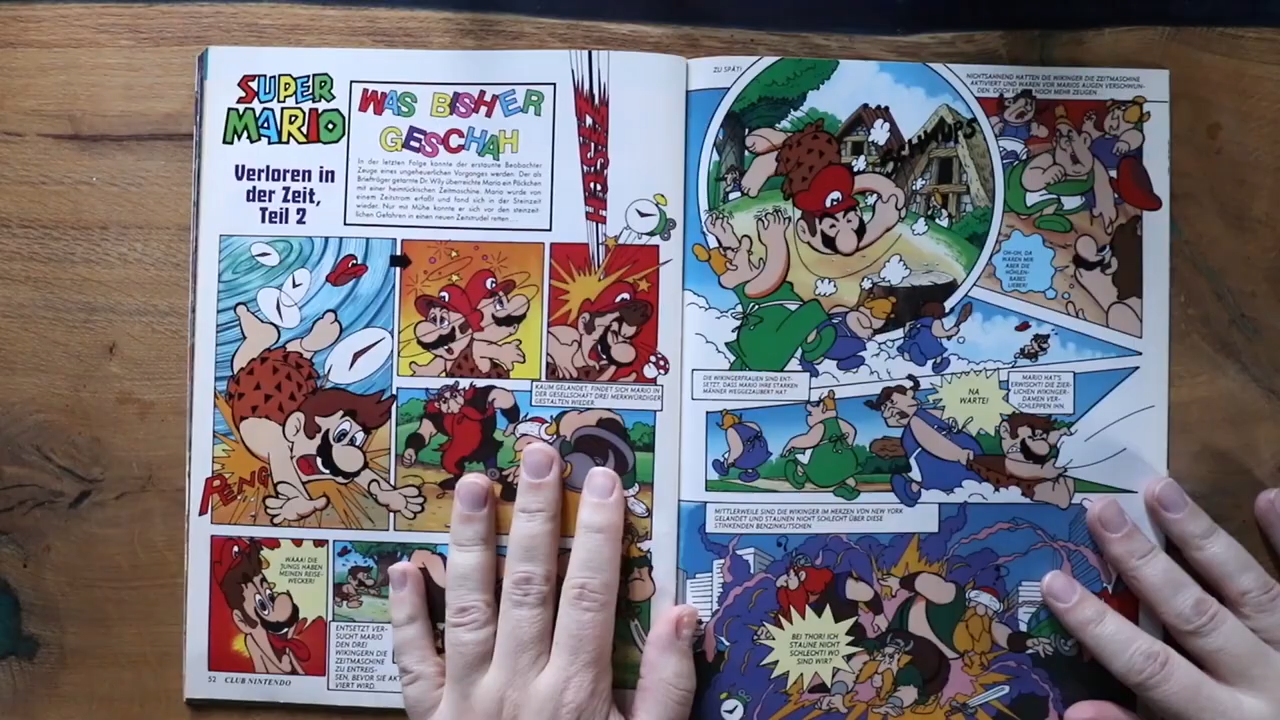 SUPER
MARIO
Verloren in
der Zeit,
Teil 2
WAS BISHER
GESCHAH
In der letzten Folge konnte der erstaunte Beobachter
Zeuge eines ungeheuerlichen Vorganges werden. Der als
Briefträger getarnte Dr. Wily überreichte Mario ein Päckchen
mit einer heimtückischen Zeitmaschine. Mario wurde von
einem Zeitstrom erfaßt und fand sich in der Steinzeit
wieder. Nur mit Mühe konnte er sich vor den steinzeit-
lichen Gefahren in einen neuen Zeitstrudel retten...
PENG
KAUM GELANDET, FINDET SICH MARIO IN
DER GESELLSCHAFT DREI MERKWÜRDIGER
GESTALTEN WIEDER.
WAAA! DIE
JUNGS HABEN
MEINEN REISE-
WECKER!
ENTSETZT VER-
SUCHT MARIO
DEN DREI
WIKINGERN DIE
ZEITMASCHINE
ZU ENTREIS-
SEN, BEVOR SIE AKTI
VIERT WIRD.
52 CLUB NINTENDO
ZU SPÄT!
NICHTSAHNEND HATTEN DIE WIKINGER DIE ZEITMASCHINE
AKTIVIERT UND WAREN VOR MARIOS AUGEN VERSCHWUN-
DEN. DOCH ES NOCH MEHR ZEUGEN
OH-OH, DA
WAREN MIR
ABER DIE
HÖHLEN-
BABES
LIEBER!
DIE WIKINGERFRAUEN SIND ENT-
SETZT, DASS MARIO IHRE STARKEN
MÄNNER WEGGEZAUBERT HAT
NA
WARTE!
MARIO HAT'S
ERWISCHT! DIE ZIER-
LICHEN WIKINGER-
DAMEN VER-
SCHLEPPEN IHN.
MITTLERWEILE SIND DIE WIKINGER IM HERZEN VON NEW YORK
GELANDET UND STAUNEN NICHT SCHLECHT ÜBER DIESE
STINKENDEN BENZINKUTSCHEN
BEI THOR! ICH
STAUNE NICHT
SCHLECHT! WO
SIND WIR?